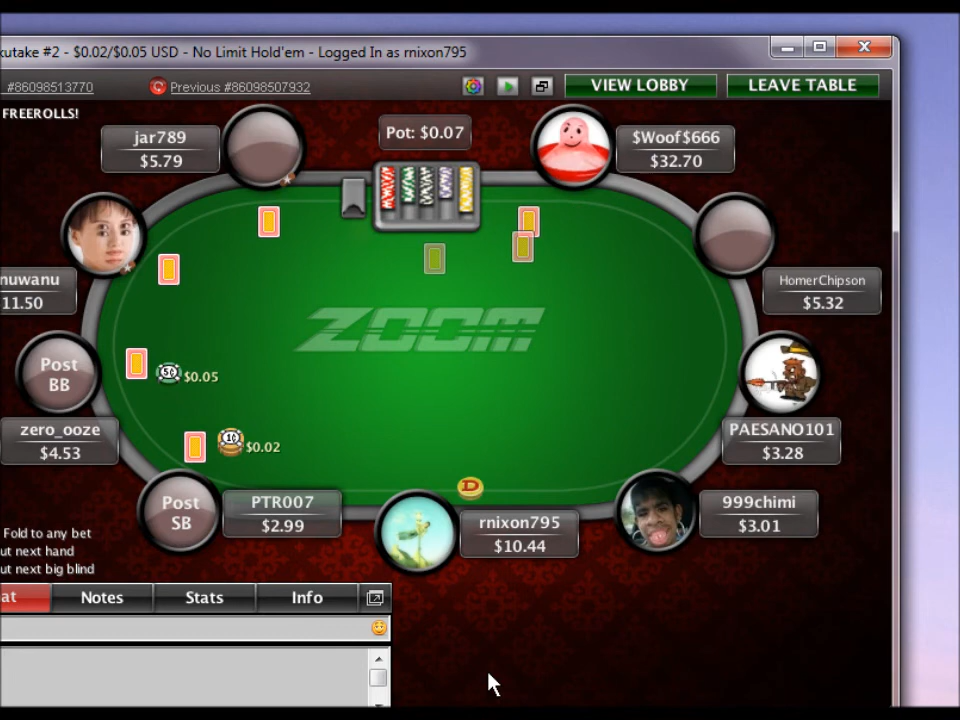 kutake #2 - $0.02/$0.05 USD - No Limit Hold'em - Logged In as rnixon795
#86098513770
Previous #86098507932
VIEW LOBBY
LEAVE TABLE
FREEROLLS!
jar789
$5.79
Pot: $0.07
$Woof$666
$32.70
nuwanu
11.50
HomerChipson
$5.32
ZOOM
Post
BB
5¢
$0.05
zero_ooze
$4.53
PAESANO101
$3.28
1¢
$0.02
D
Post
SB
PTR007
$2.99
rnixon795
$10.44
999chimi
$3.01
Fold to any bet
ut next hand
ut next big blind
at
Notes
Stats
Info